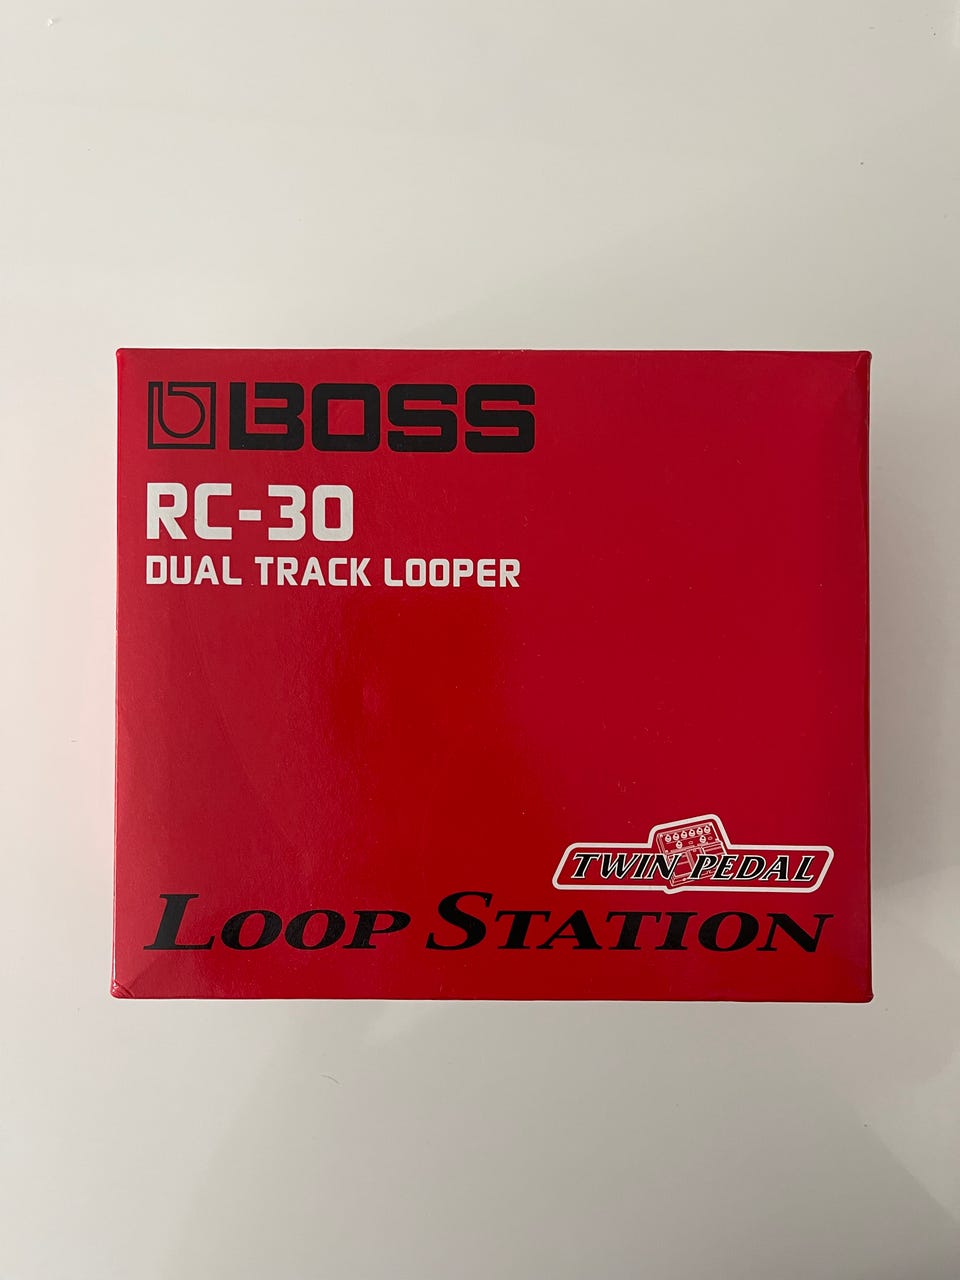 BOSS
RC-30
DUAL TRACK LOOPER
TWIN PEDAL
LOOP STATION